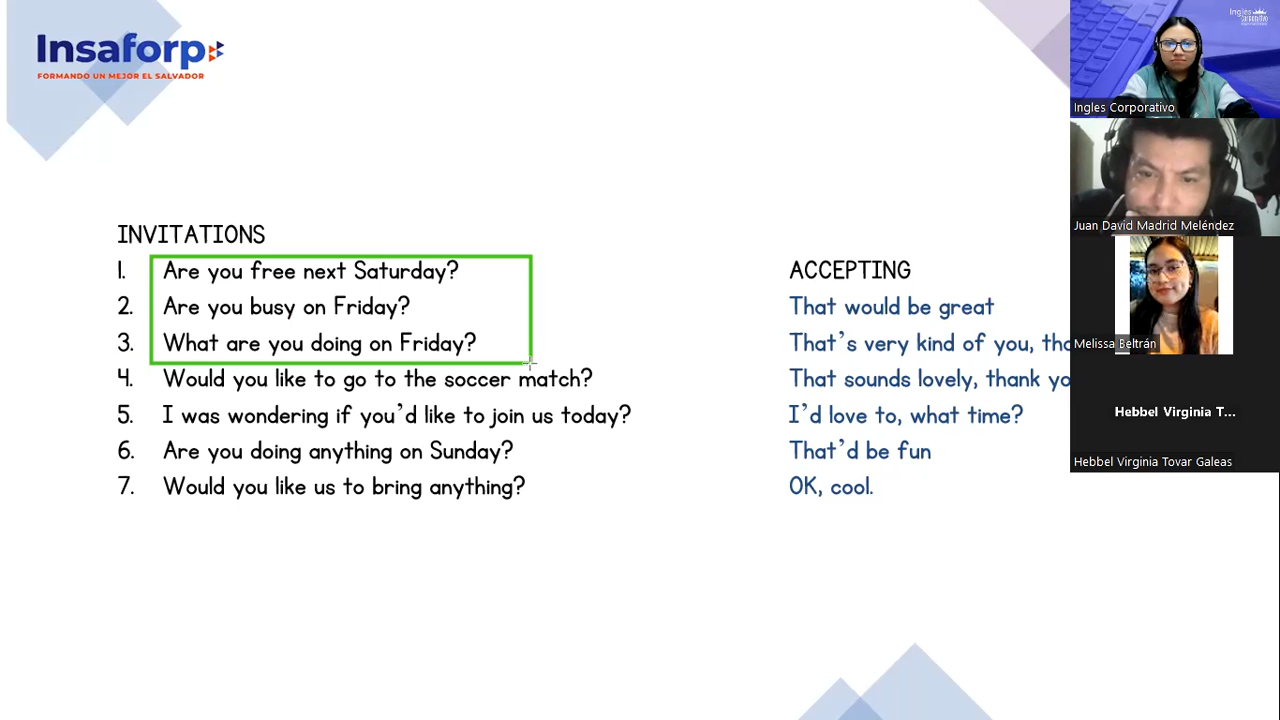 Insaforp
FORMANDO UN MEJOR EL SALVADOR
INVITATIONS
1. Are you free next Saturday?
2. Are you busy on Friday?
3. What are you doing on Friday?
4. Would you like to go to the soccer match?
5. I was wondering if you'd like to join us today?
6. Are you doing anything on Sunday?
7. Would you like us to bring anything?
ACCEPTING
That would be great
That's very kind of you,
That sounds lovely, thank
I'd love to, what time?
That'd be fun
OK, cool.
Ingles
Ingles Corporativo
Juan David Madrid Meléndez
Melissa Beltrán
Hebbel Virginia T...
Hebbel Virginia Tovar Galeas